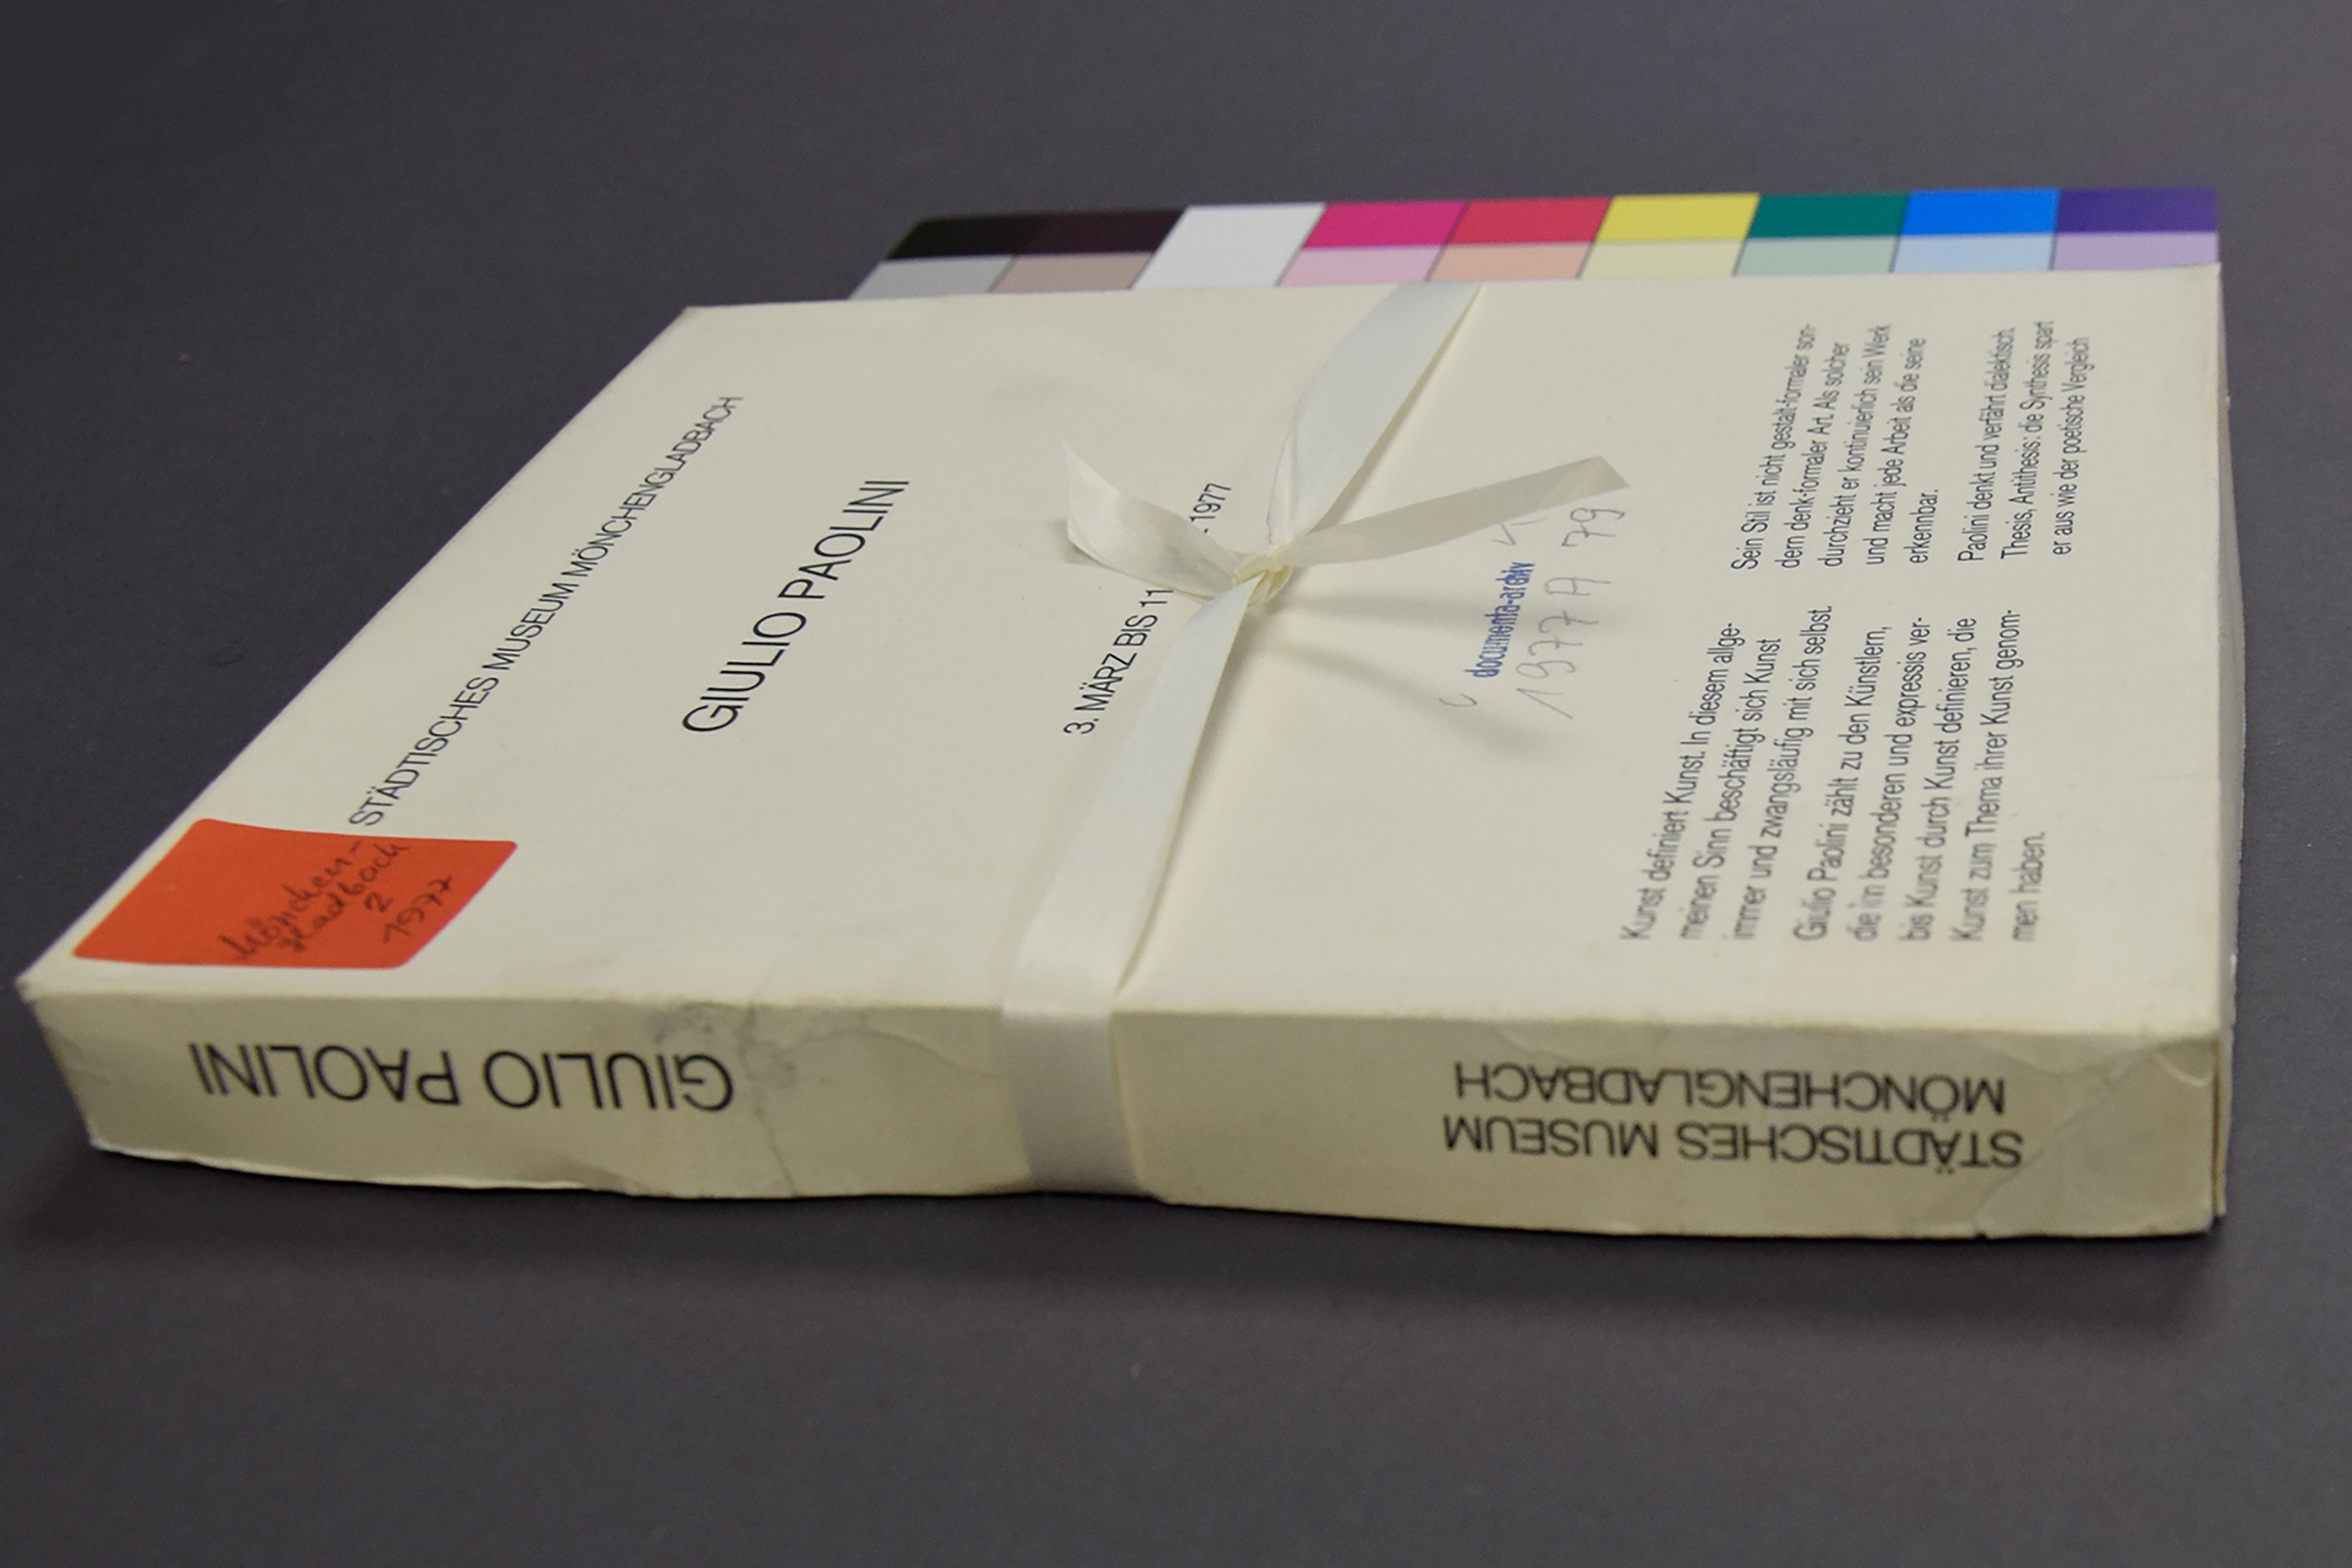 STÄDTISCHES MUSEUM MÖNCHENGLADBACH
GIULIO PAOLINI
3. MÄRZ BIS 11 1977
documenta-archiv
1977 A 79
Kunst definiert Kunst. In diesem allge-
meinen Sinn beschäftigt sich Kunst
immer und zwangsläufig mit sich selbst.
Giulio Paolini zählt zu den Künstlern,
die im besonderen und expressis ver-
bis Kunst durch Kunst definieren, die
Kunst zum Thema ihrer Kunst genom-
men haben.
Sein Stil ist nicht gestalt-formaler son-
dern denk-formaler Art. Als solcher
durchzieht er kontinuierlich sein Werk
und macht jede Arbeit als die seine
erkennbar.
Paolini denkt und verfährt dialektisch.
Thesis, Antithesis: die Synthesis spart
er aus wie der poetische Vergleich
Mönchen-
gladbach
2
1977
GIULIO PAOLINI
STÄDTISCHES MUSEUM
MÖNCHENGLADBACH